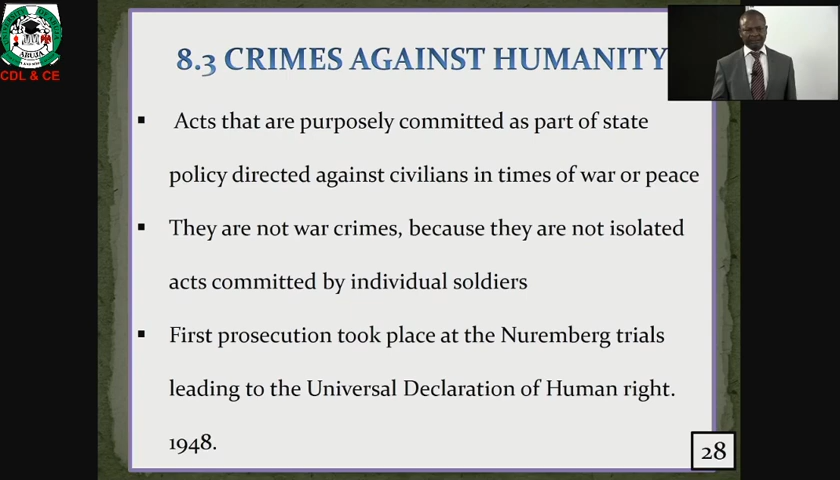 ABUJA
CDL & CE
8.3 CRIMES AGAINST HUMANITY
▪ Acts that are purposely committed as part of state
policy directed against civilians in times of war or peace
▪ They are not war crimes, because they are not isolated
acts committed by individual soldiers
▪ First prosecution took place at the Nuremberg trials
leading to the Universal Declaration of Human right.
1948.
28